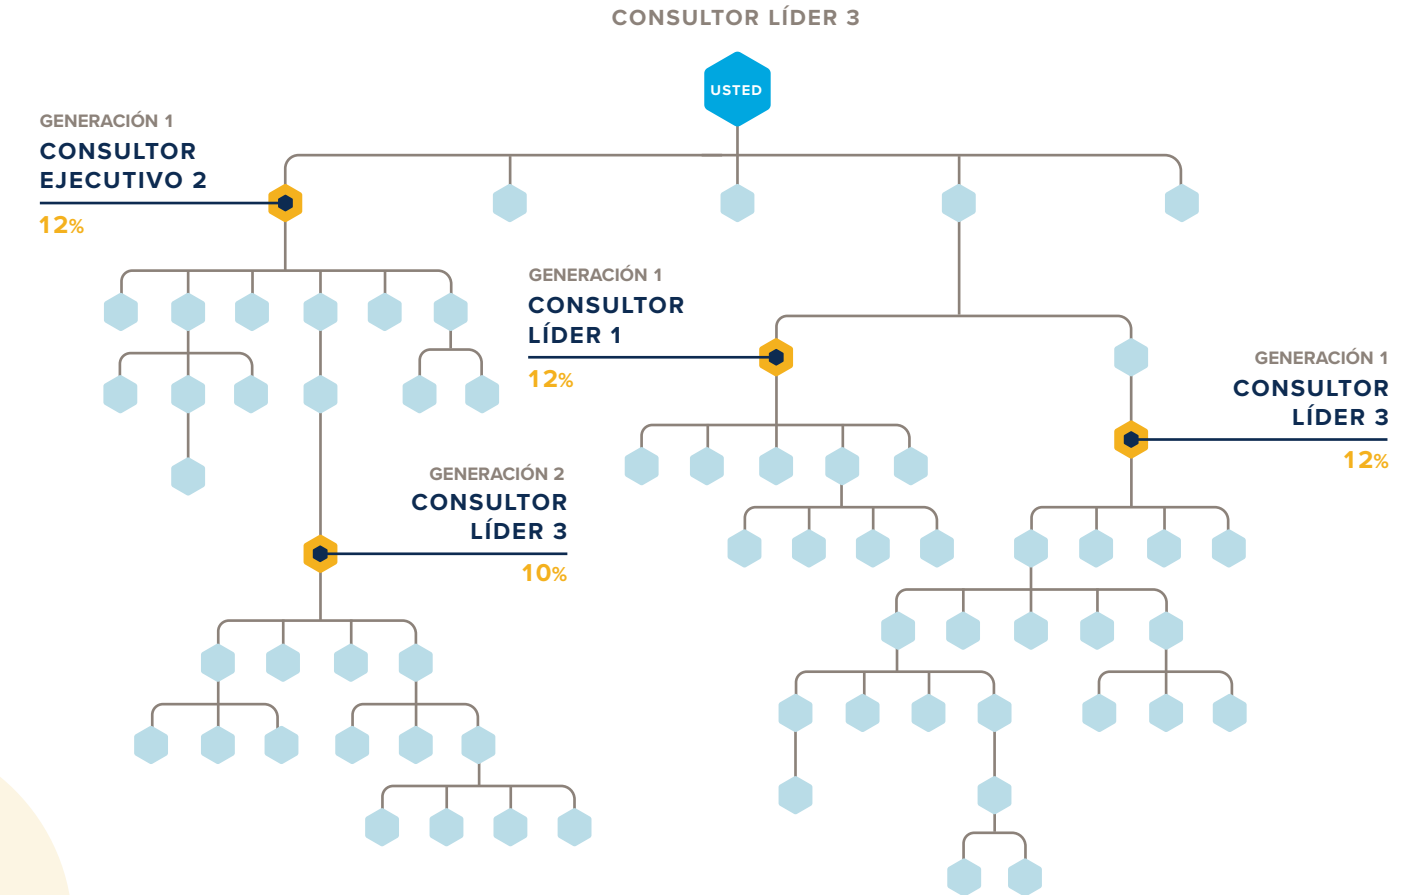 CONSULTOR LÍDER 3
USTED
GENERACIÓN 1
CONSULTOR
EJECUTIVO 2
12%
GENERACIÓN 1
CONSULTOR
LÍDER 1
12%
GENERACIÓN 1
CONSULTOR
LÍDER 3
12%
GENERACIÓN 2
CONSULTOR
LÍDER 3
10%